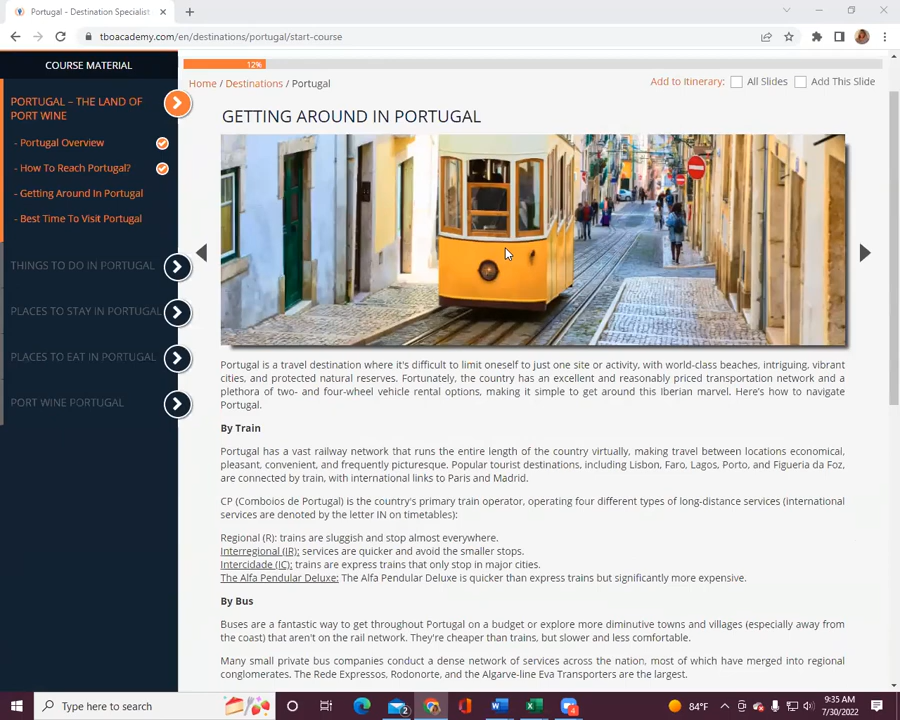 Portugal - Destination Specialist
tboacademy.com/en/destinations/portugal/start-course
COURSE MATERIAL
PORTUGAL – THE LAND OF
PORT WINE
- Portugal Overview
- How To Reach Portugal?
- Getting Around In Portugal
- Best Time To Visit Portugal
THINGS TO DO IN PORTUGAL
PLACES TO STAY IN PORTUGAL
PLACES TO EAT IN PORTUGAL
PORT WINE PORTUGAL
12%
Home / Destinations / Portugal
Add to Itinerary: All Slides Add This Slide
GETTING AROUND IN PORTUGAL
Portugal is a travel destination where it's difficult to limit oneself to just one site or activity, with world-class beaches, intriguing, vibrant
cities, and protected natural reserves. Fortunately, the country has an excellent and reasonably priced transportation network and a
plethora of two- and four-wheel vehicle rental options, making it simple to get around this Iberian marvel. Here's how to navigate
Portugal.
By Train
Portugal has a vast railway network that runs the entire length of the country virtually, making travel between locations economical,
pleasant, convenient, and frequently picturesque. Popular tourist destinations, including Lisbon, Faro, Lagos, Porto, and Figueria da Foz,
are connected by train, with international links to Paris and Madrid.
CP (Comboios de Portugal) is the country's primary train operator, operating four different types of long-distance services (international
services are denoted by the letter IN on timetables):
Regional (R): trains are sluggish and stop almost everywhere.
Interregional (IR): services are quicker and avoid the smaller stops.
Intercidade (IC): trains are express trains that only stop in major cities.
The Alfa Pendular Deluxe: The Alfa Pendular Deluxe is quicker than express trains but significantly more expensive.
By Bus
Buses are a fantastic way to get throughout Portugal on a budget or explore more diminutive towns and villages (especially away from
the coast) that aren't on the rail network. They're cheaper than trains, but slower and less comfortable.
Many small private bus companies conduct a dense network of services across the nation, most of which have merged into regional
conglomerates. The Rede Expressos, Rodonorte, and the Algarve-line Eva Transporters are the largest.
Type here to search
2
84°F
9:35 AM
7/30/2022